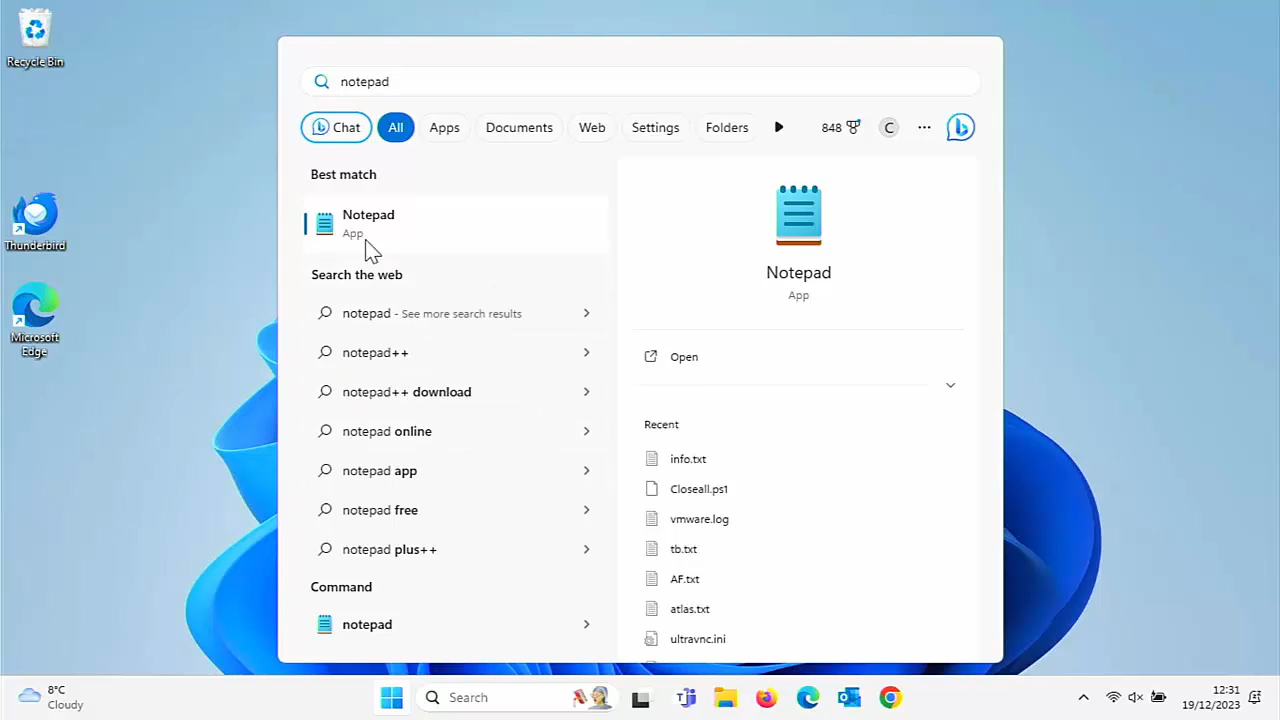 Recycle Bin
Thunderbird
Microsoft
Edge
notepad
Chat
All
Apps
Documents
Web
Settings
Folders
848
C
Best match
Notepad
App
Search the web
notepad - See more search results
notepad++
notepad++ download
notepad online
notepad app
notepad free
notepad plus++
Command
notepad
Notepad
App
Open
Recent
info.txt
Closeall.ps1
vmware.log
tb.txt
AF.txt
atlas.txt
ultravnc.ini
8°C
Cloudy
Search
12:31
19/12/2023